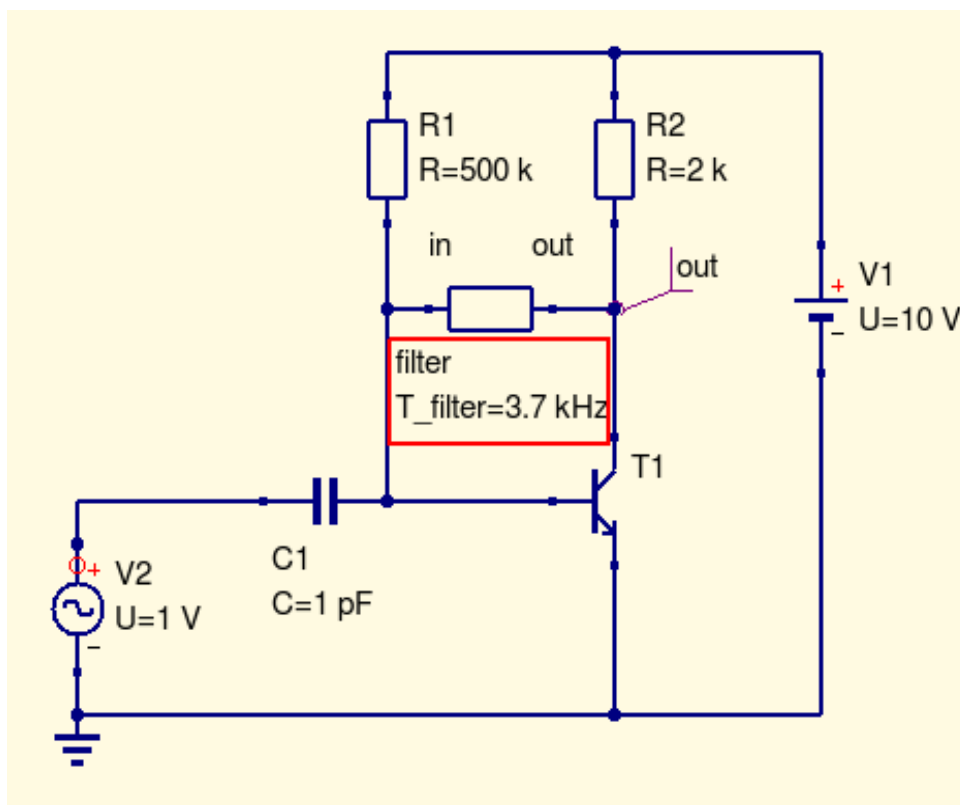 R1
R=500 k
R2
R=2 k
in
out
out
V1
U=10 V
filter
T_filter=3.7 kHz
T1
C1
C=1 pF
V2
U=1 V